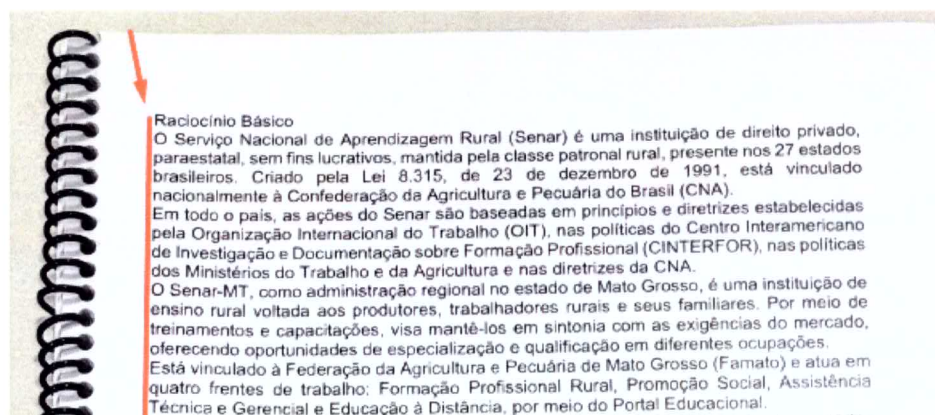 Raciocínio Básico
O Serviço Nacional de Aprendizagem Rural (Senar) é uma instituição de direito privado,
paraestatal, sem fins lucrativos, mantida pela classe patronal rural, presente nos 27 estados
brasileiros. Criado pela Lei 8.315, de 23 de dezembro de 1991, está vinculado
nacionalmente à Confederação da Agricultura e Pecuária do Brasil (CNA).
Em todo o país, as ações do Senar são baseadas em princípios e diretrizes estabelecidas
pela Organização Internacional do Trabalho (OIT), nas políticas do Centro Interamericano
de Investigação e Documentação sobre Formação Profissional (CINTERFOR), nas políticas
dos Ministérios do Trabalho e da Agricultura e nas diretrizes da CNA.
O Senar-MT, como administração regional no estado de Mato Grosso, é uma instituição de
ensino rural voltada aos produtores, trabalhadores rurais e seus familiares. Por meio de
treinamentos e capacitações, visa mantê-los em sintonia com as exigências do mercado,
oferecendo oportunidades de especialização e qualificação em diferentes ocupações.
Está vinculado à Federação da Agricultura e Pecuária de Mato Grosso (Famato) e atua em
quatro frentes de trabalho: Formação Profissional Rural, Promoção Social, Assistência
Técnica e Gerencial e Educação à Distância, por meio do Portal Educacional.